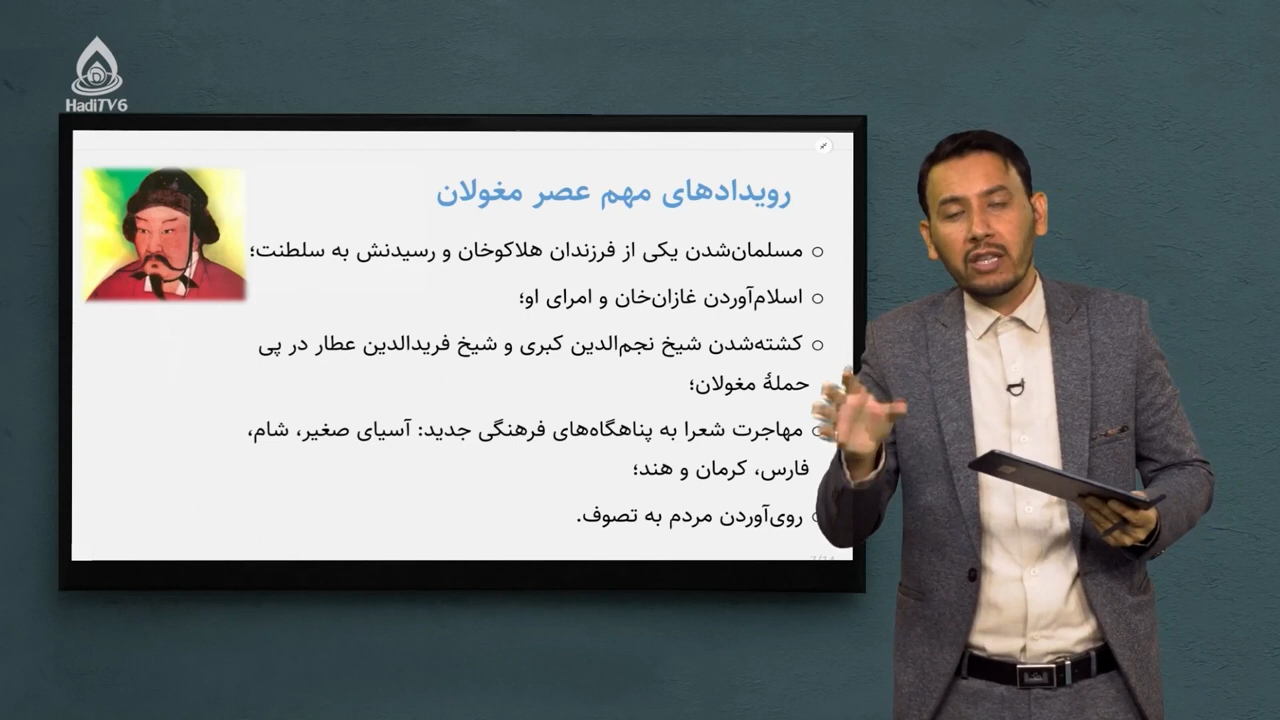 HadiTV6
رویدادهای مهم عصر مغولان
مسلمان‌شدن یکی از فرزندان هلاکوخان و رسیدنش به سلطنت؛
اسلام‌آوردن غازان‌خان و امرای او؛
کشته‌شدن شیخ نجم‌الدین کبری و شیخ فریدالدین عطار در پی
حملهٔ مغولان؛
مهاجرت شعرا به پناهگاه‌های فرهنگی جدید: آسیای صغیر، شام،
فارس، کرمان و هند؛
روی‌آوردن مردم به تصوف.